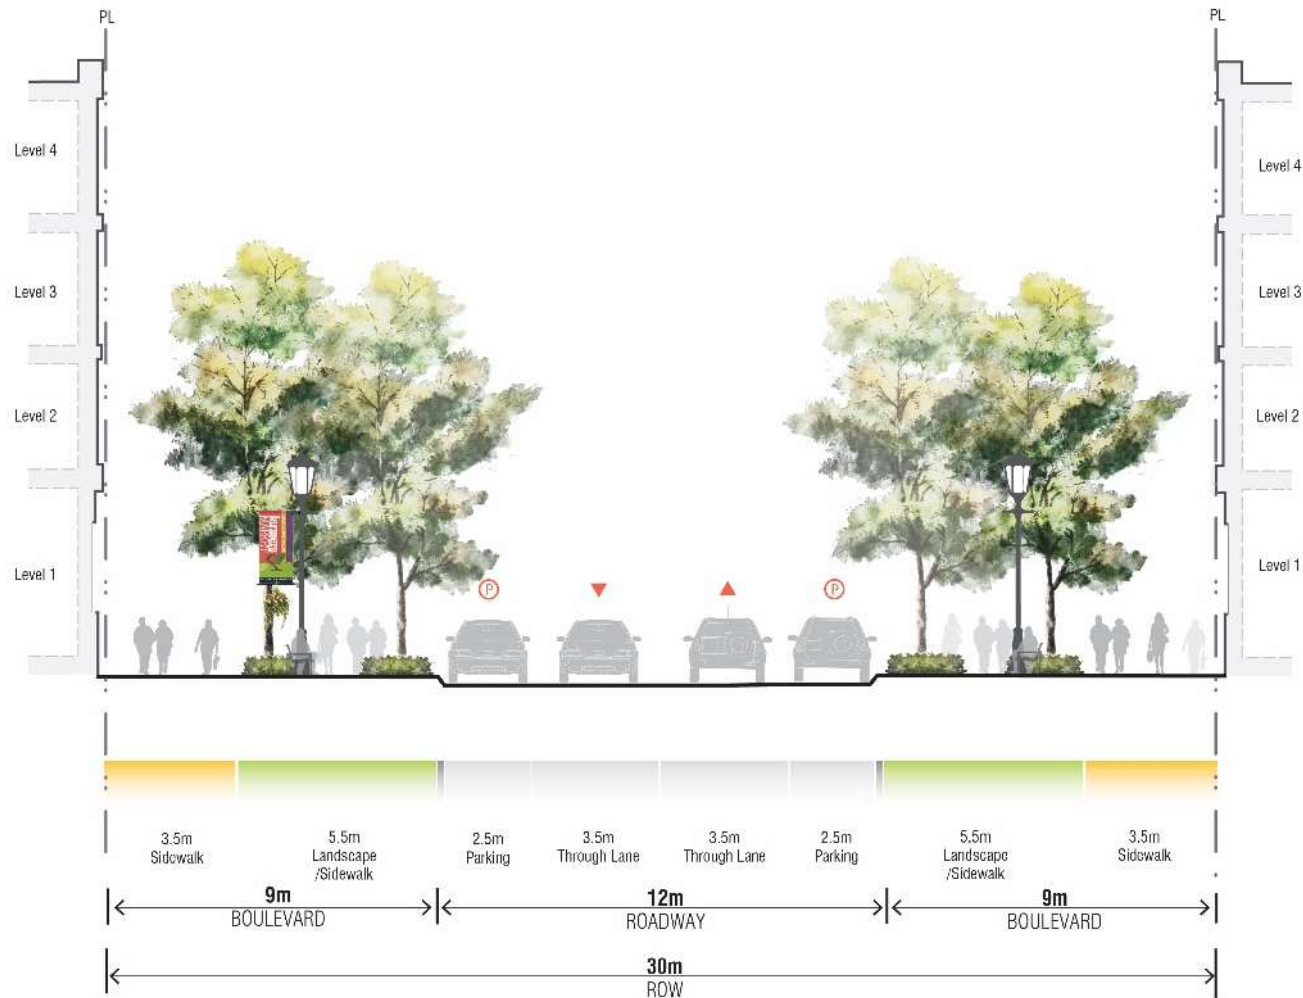 PL
PL
Level 4
Level 4
Level 3
Level 3
Level 2
Level 2
Level 1
Level 1
P
P
3.5m
Sidewalk
5.5m
Landscape
/Sidewalk
2.5m
Parking
3.5m
Through Lane
3.5m
Through Lane
2.5m
Parking
5.5m
Landscape
/Sidewalk
3.5m
Sidewalk
9m
BOULEVARD
12m
ROADWAY
9m
BOULEVARD
30m
ROW